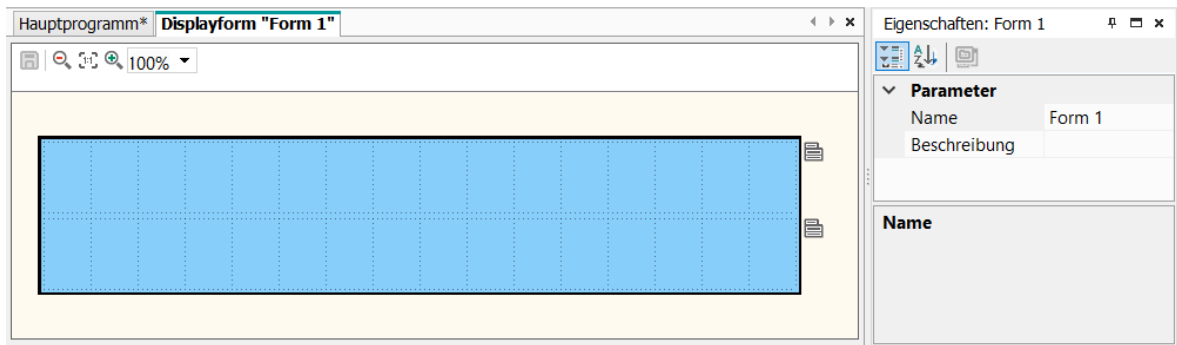 Hauptprogramm* Displayform "Form 1"
100%
Eigenschaften: Form 1
Parameter
Name Form 1
Beschreibung
Name